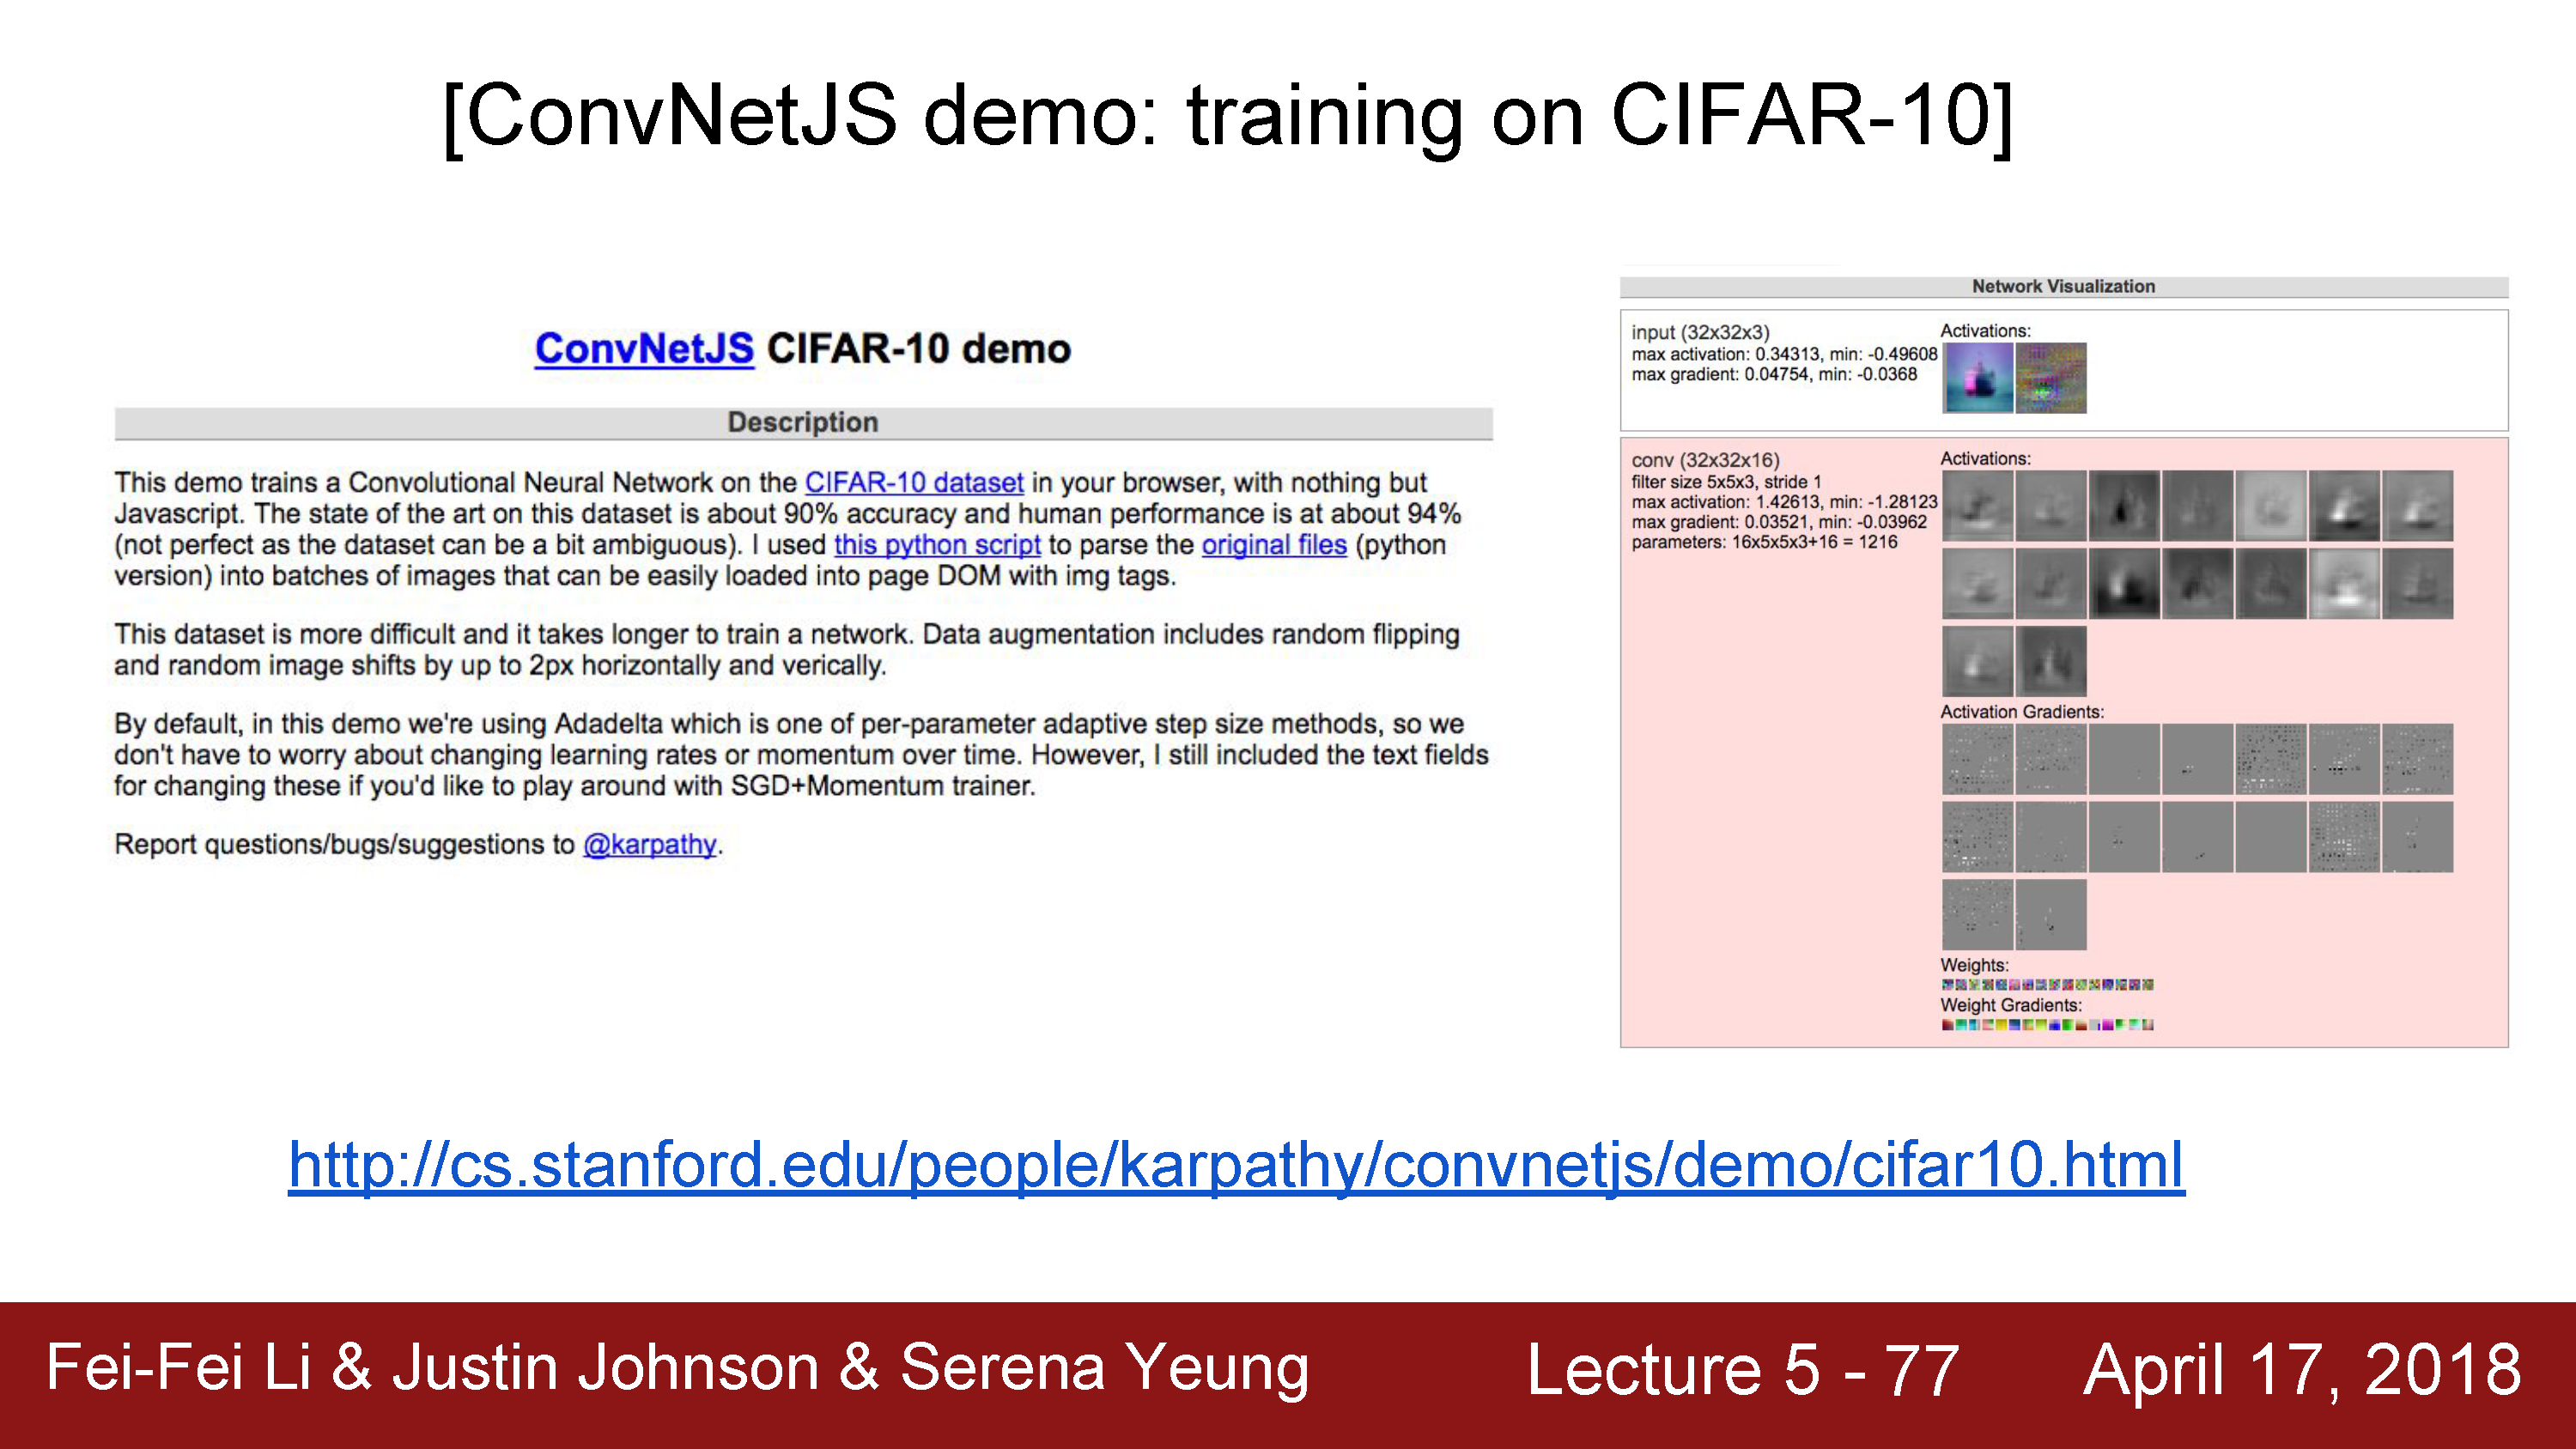 [ConvNetJS demo: training on CIFAR-10]
ConvNetJS CIFAR-10 demo
Description
This demo trains a Convolutional Neural Network on the CIFAR-10 dataset in your browser, with nothing but
Javascript. The state of the art on this dataset is about 90% accuracy and human performance is at about 94%
(not perfect as the dataset can be a bit ambiguous). I used this python script to parse the original files (python
version) into batches of images that can be easily loaded into page DOM with img tags.
This dataset is more difficult and it takes longer to train a network. Data augmentation includes random flipping
and random image shifts by up to 2px horizontally and verically.
By default, in this demo we're using Adadelta which is one of per-parameter adaptive step size methods, so we
don't have to worry about changing learning rates or momentum over time. However, I still included the text fields
for changing these if you'd like to play around with SGD+Momentum trainer.
Report questions/bugs/suggestions to @karpathy.
Network Visualization
input (32x32x3)
max activation: 0.34313, min: -0.49608
max gradient: 0.04754, min: -0.0368
Activations:
conv (32x32x16)
filter size 5x5x3, stride 1
max activation: 1.42613, min: -1.28123
max gradient: 0.03521, min: -0.03962
parameters: 16x5x5x3+16 = 1216
Activations:
Activation Gradients:
Weights:
Weight Gradients:
http://cs.stanford.edu/people/karpathy/convnetjs/demo/cifar10.html
Fei-Fei Li & Justin Johnson & Serena Yeung
Lecture 5 - 77
April 17, 2018